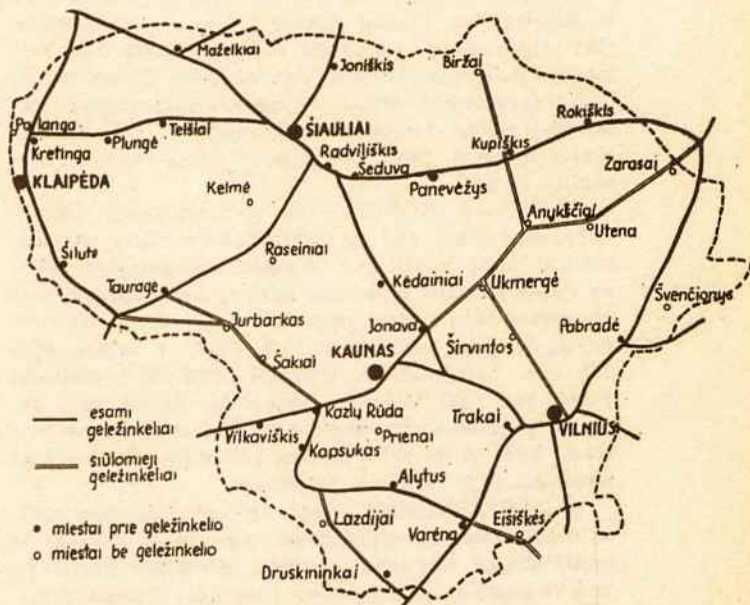 Mažeikiai
Joniškis
Biržai
Palanga
Kretinga
Plungė
Telšiai
ŠIAULIAI
Radviliškis
Šeduva
Panevėžys
Kupiškis
Rokiškis
Zarasai
KLAIPĖDA
Kelmė
Anykščiai
Utena
Šilutė
Raseiniai
Tauragė
Kėdainiai
Ukmergė
Švenčionys
Jurbarkas
Jonava
Širvintos
Pabradė
Šakiai
KAUNAS
esami
geležinkeliai
Kazlų Rūda
Vilkaviškis
Prienai
Trakai
VILNIUS
Kapsukas
siūlomieji
geležinkeliai
Alytus
miestai prie geležinkelio
miestai be geležinkelio
Lazdijai
Varėna
Eišiškės
Druskininkai